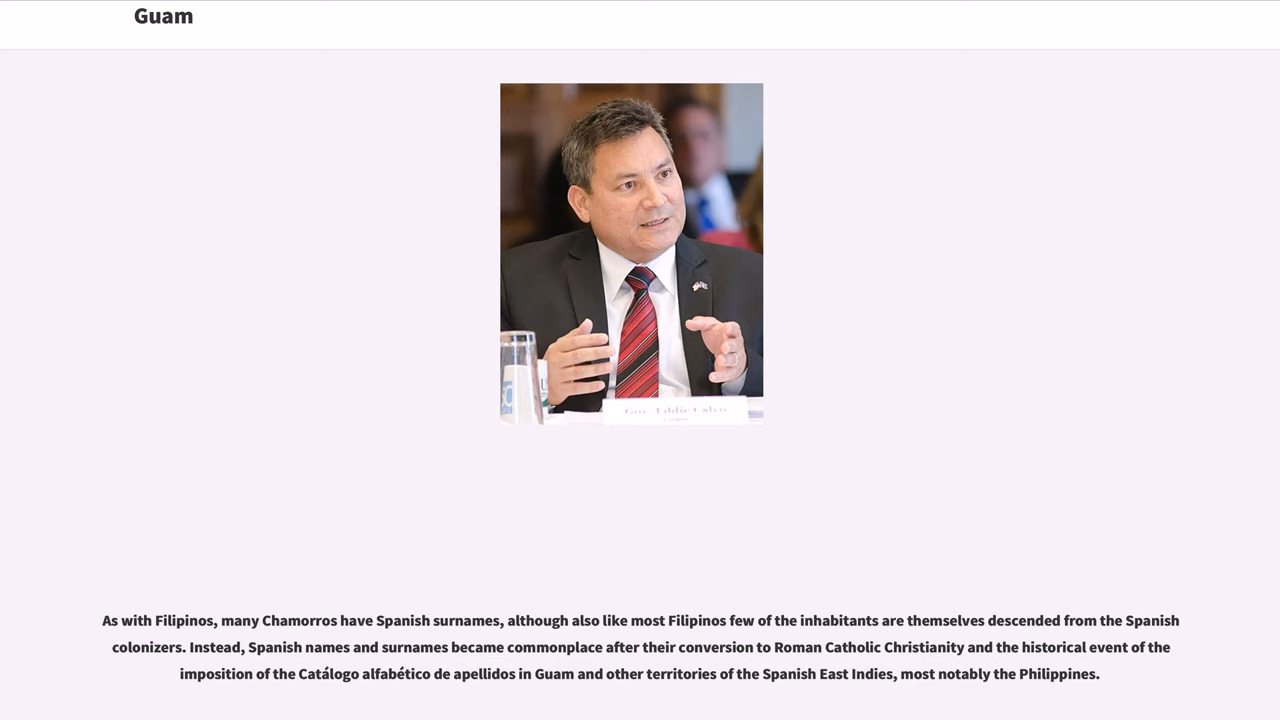 Guam
Gov. Eddie Calvo
As with Filipinos, many Chamorros have Spanish surnames, although also like most Filipinos few of the inhabitants are themselves descended from the Spanish
colonizers. Instead, Spanish names and surnames became commonplace after their conversion to Roman Catholic Christianity and the historical event of the
imposition of the Catálogo alfabético de apellidos in Guam and other territories of the Spanish East Indies, most notably the Philippines.